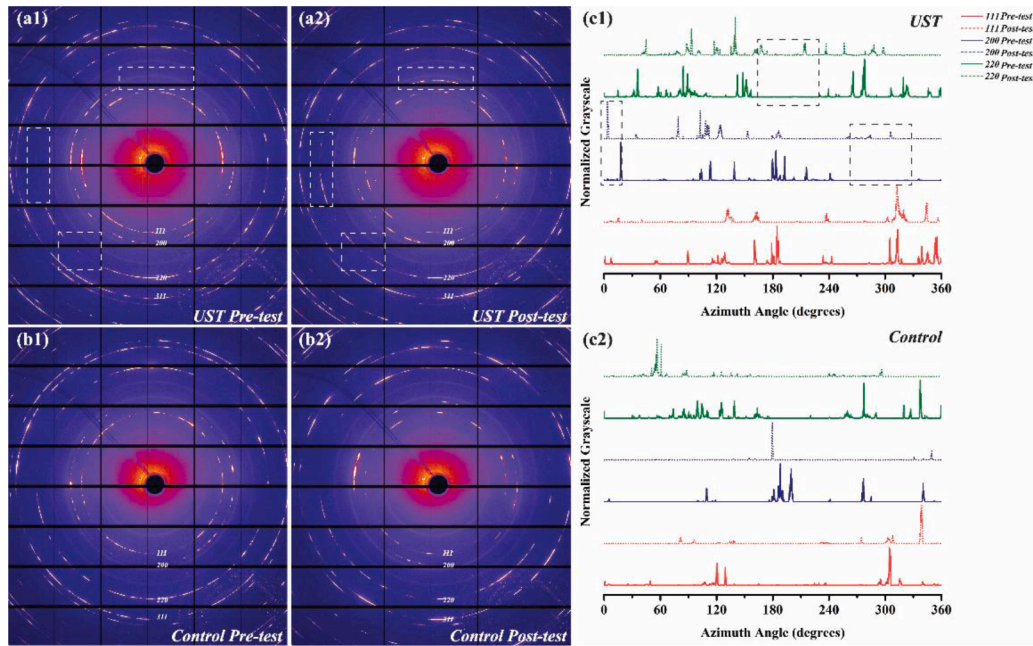 (a1)
111
200
220
311
UST Pre-test
(a2)
111
200
220
311
UST Post-test
(b1)
111
200
220
311
Control Pre-test
(b2)
111
200
220
311
Control Post-test
(c1)
UST
Normalized Grayscale
0 60 120 180 240 300 360
Azimuth Angle (degrees)
111 Pre-test
111 Post-tes
200 Pre-test
200 Post-tes
220 Pre-test
220 Post-tes
(c2)
Control
Normalized Grayscale
0 60 120 180 240 300 360
Azimuth Angle (degrees)